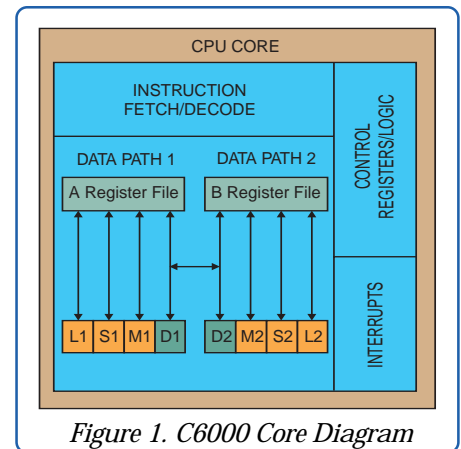 CPU CORE
INSTRUCTION
FETCH/DECODE
DATA PATH 1
DATA PATH 2
A Register File
B Register File
L1 S1 M1 D1
D2 M2 S2 L2
CONTROL
REGISTERS/LOGIC
INTERRUPTS
Figure 1. C6000 Core Diagram